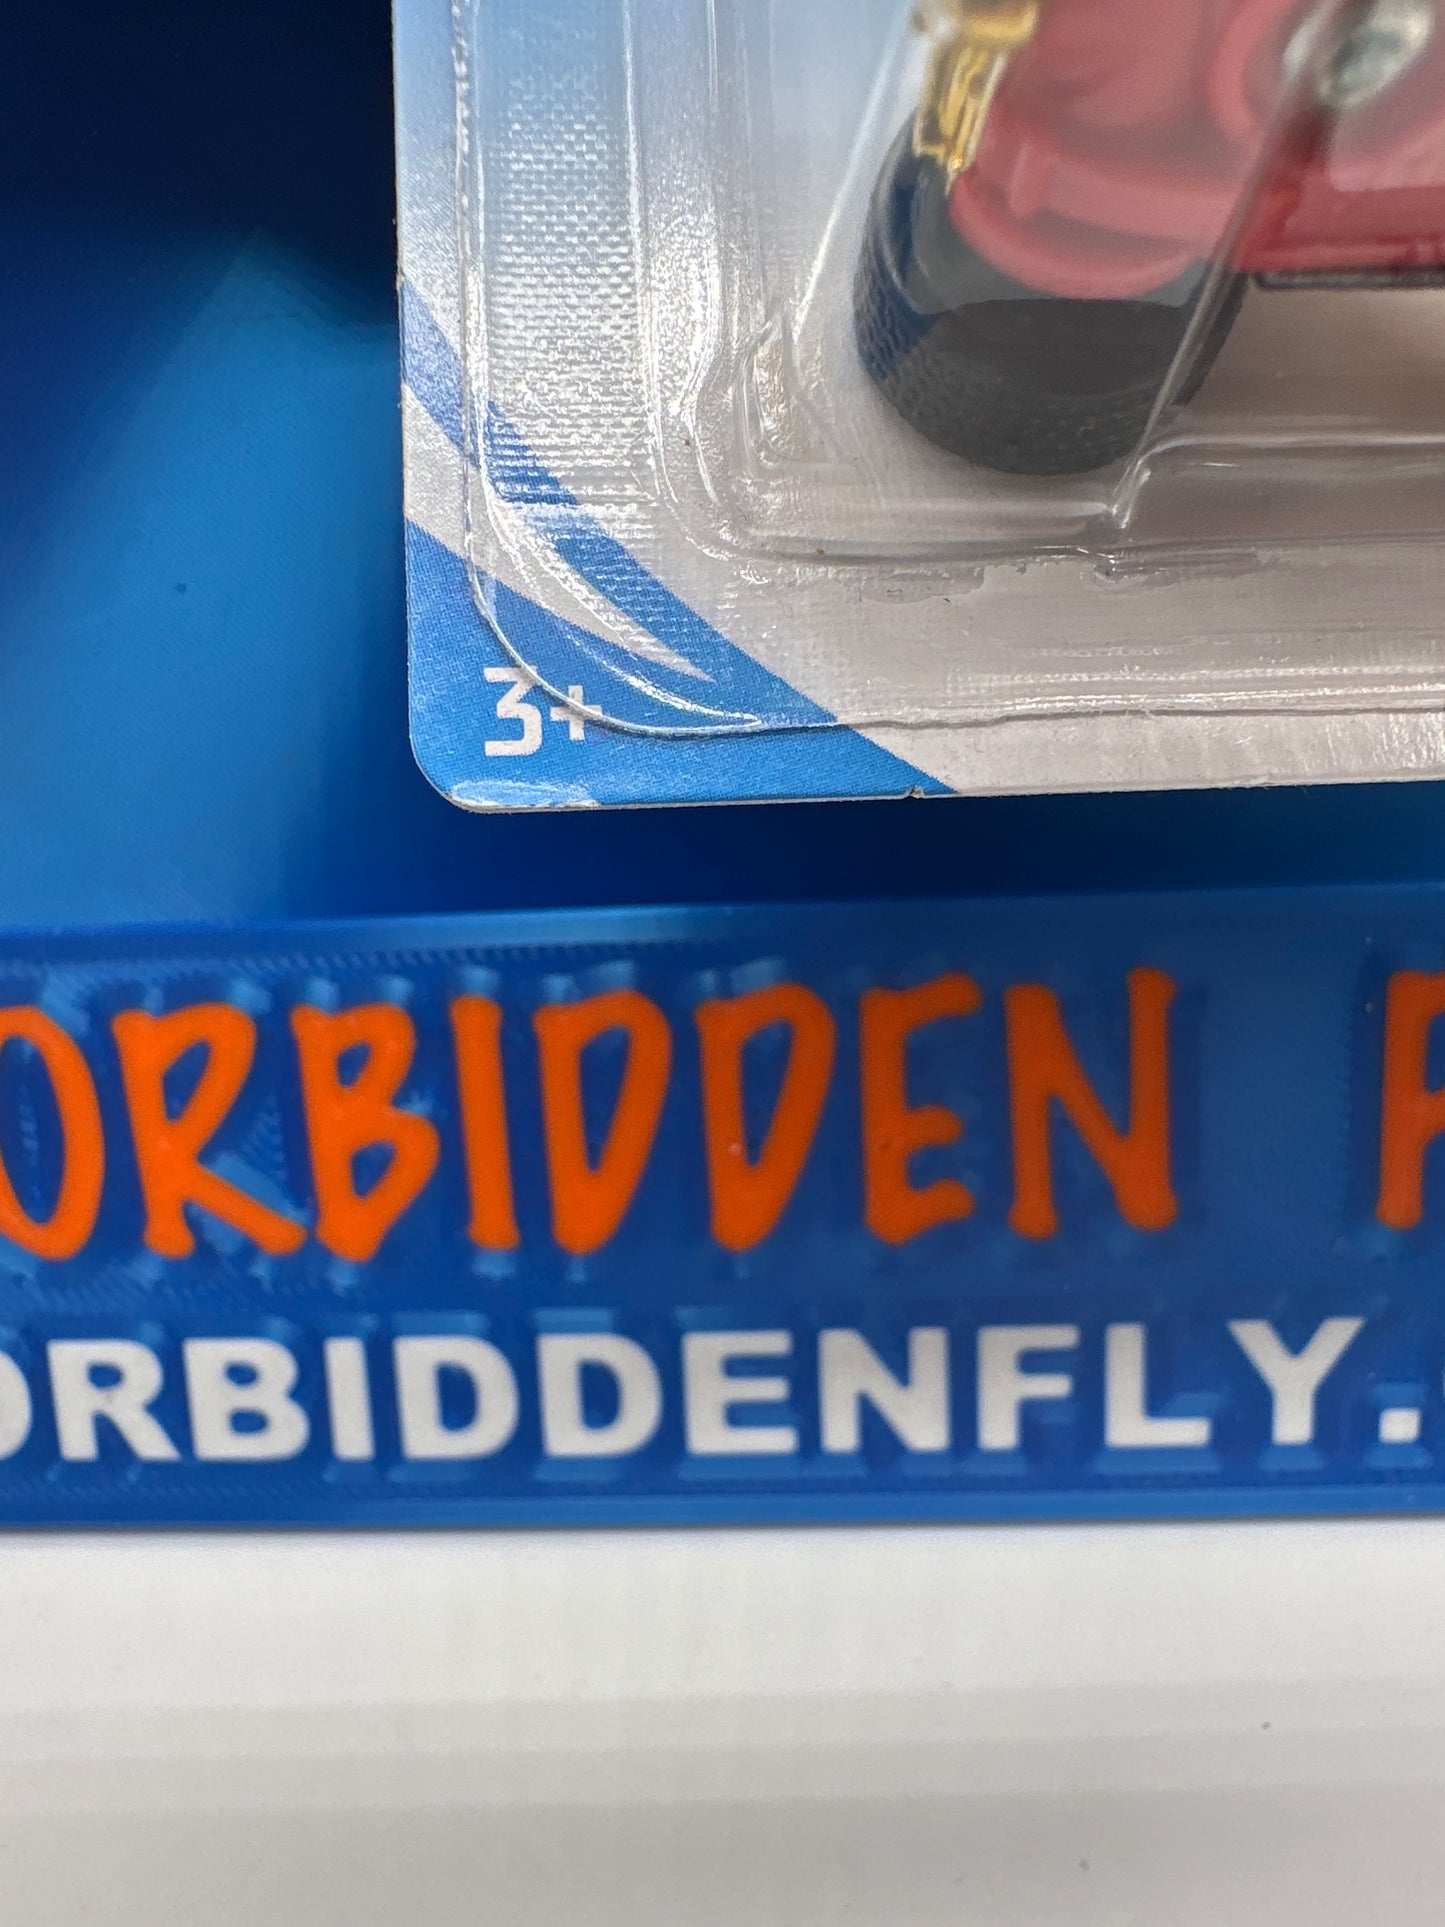 3+
ORBIDDEN F
ORBIDDENFLY.